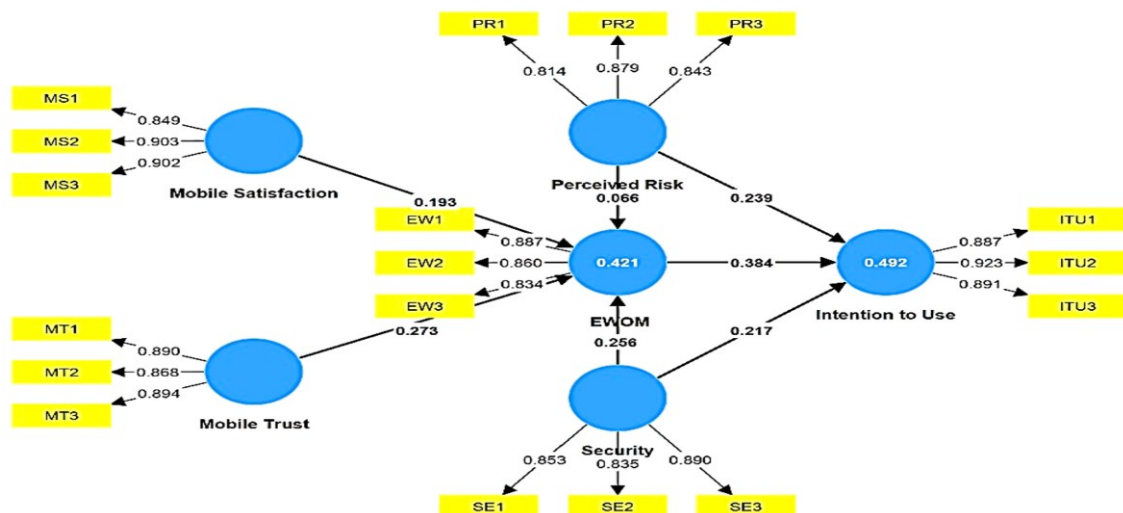 PR1 PR2 PR3
0.814 0.879 0.843
MS1
0.849
MS2
0.903
MS3
0.902
Mobile Satisfaction
Perceived Risk
0.193
0.066
0.239
EW1
0.887
EW2
0.860
EW3
0.834
0.421
0.384
0.492
ITU1
0.887
ITU2
0.923
ITU3
0.891
Intention to Use
EWOM
0.273
0.256
0.217
MT1
0.890
MT2
0.868
MT3
0.894
Mobile Trust
Security
0.853 0.835 0.890
SE1 SE2 SE3